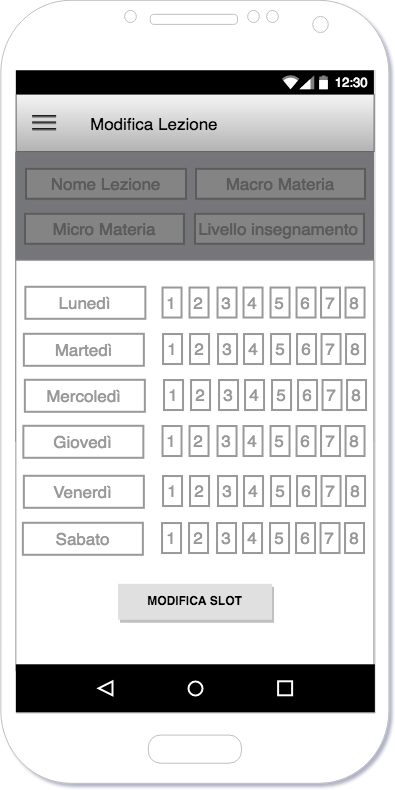 12:30
Modifica Lezione
Nome Lezione Macro Materia
Micro Materia Livello insegnamento
Lunedì 1 2 3 4 5 6 7 8
Martedì 1 2 3 4 5 6 7 8
Mercoledì 1 2 3 4 5 6 7 8
Giovedì 1 2 3 4 5 6 7 8
Venerdì 1 2 3 4 5 6 7 8
Sabato 1 2 3 4 5 6 7 8
MODIFICA SLOT